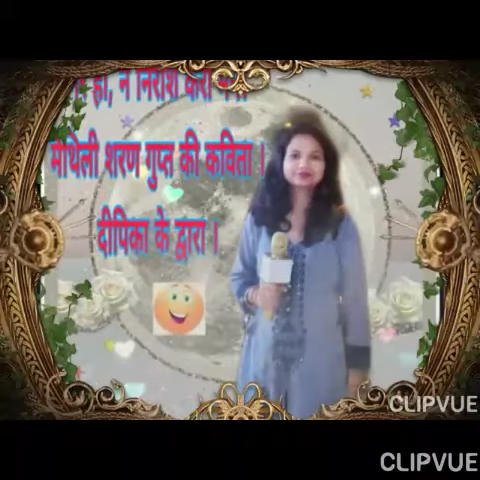 हो, न निराश करो
मैथिली शरण गुप्त की कविता ।
दीपिका के द्वारा ।
CLIPVUE
CLIPVUE